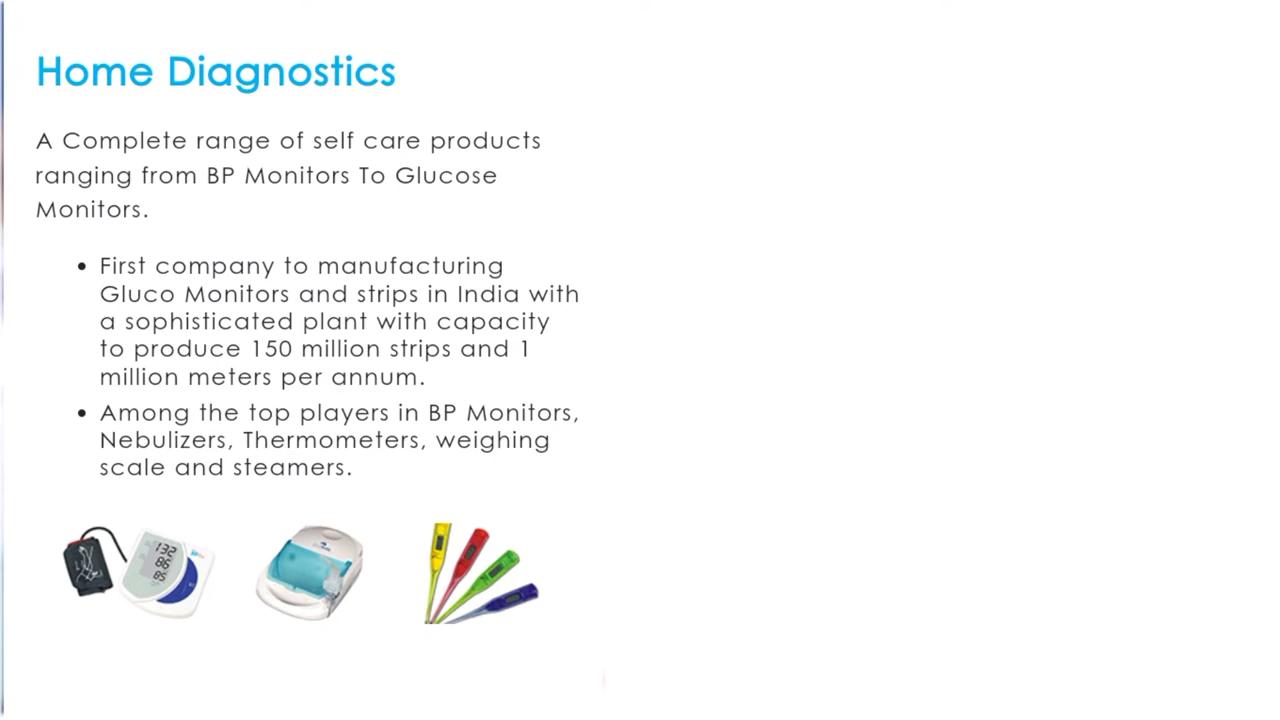 Home Diagnostics
A Complete range of self care products
ranging from BP Monitors To Glucose
Monitors.
• First company to manufacturing
Gluco Monitors and strips in India with
a sophisticated plant with capacity
to produce 150 million strips and 1
million meters per annum.
• Among the top players in BP Monitors,
Nebulizers, Thermometers, weighing
scale and steamers.
132
85